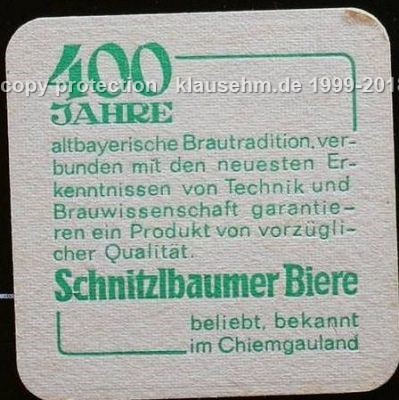 400
JAHRE
copy protection klausehm.de 1999-201
altbayerische Brautradition, ver-
bunden mit den neuesten Er-
kenntnissen von Technik und
Brauwissenschaft garantie-
ren ein Produkt von vorzügli-
cher Qualität.
Schnitzlbaumer Biere
beliebt, bekannt
im Chiemgauland